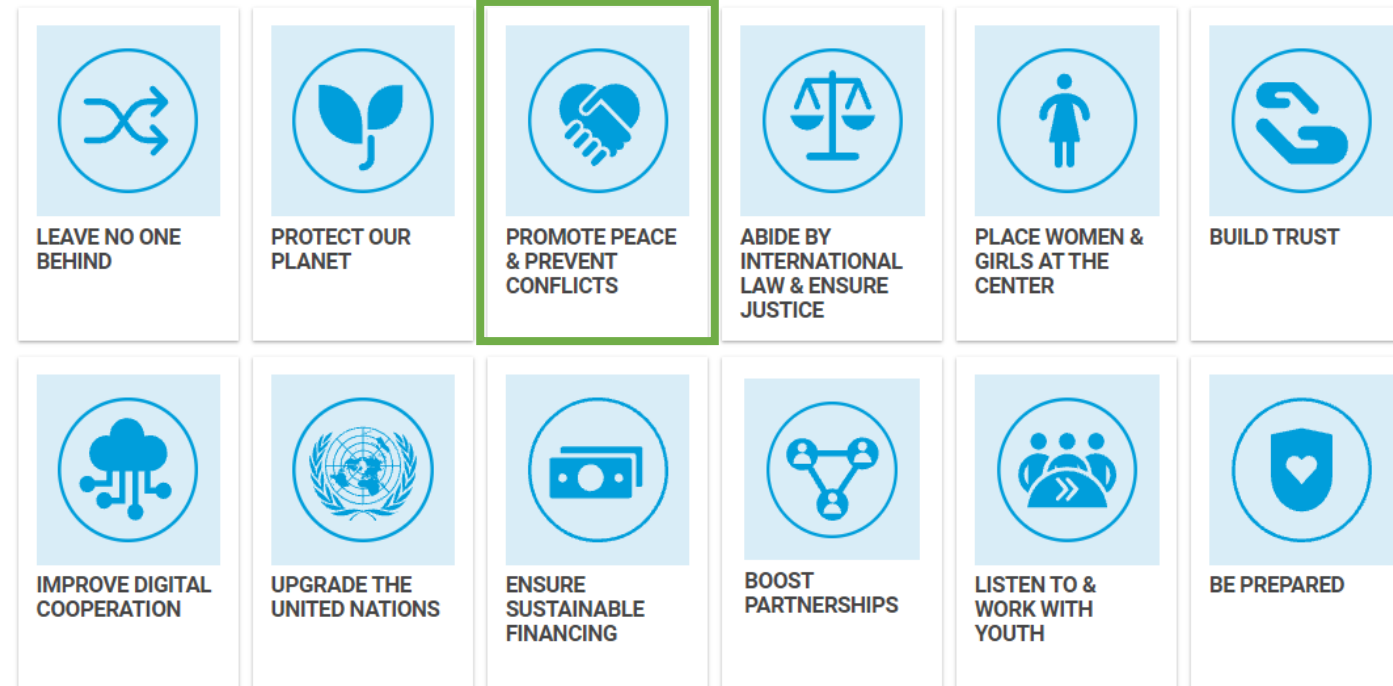 LEAVE NO ONE
BEHIND
PROTECT OUR
PLANET
PROMOTE PEACE
& PREVENT
CONFLICTS
ABIDE BY
INTERNATIONAL
LAW & ENSURE
JUSTICE
PLACE WOMEN &
GIRLS AT THE
CENTER
BUILD TRUST
IMPROVE DIGITAL
COOPERATION
UPGRADE THE
UNITED NATIONS
ENSURE
SUSTAINABLE
FINANCING
BOOST
PARTNERSHIPS
LISTEN TO &
WORK WITH
YOUTH
BE PREPARED